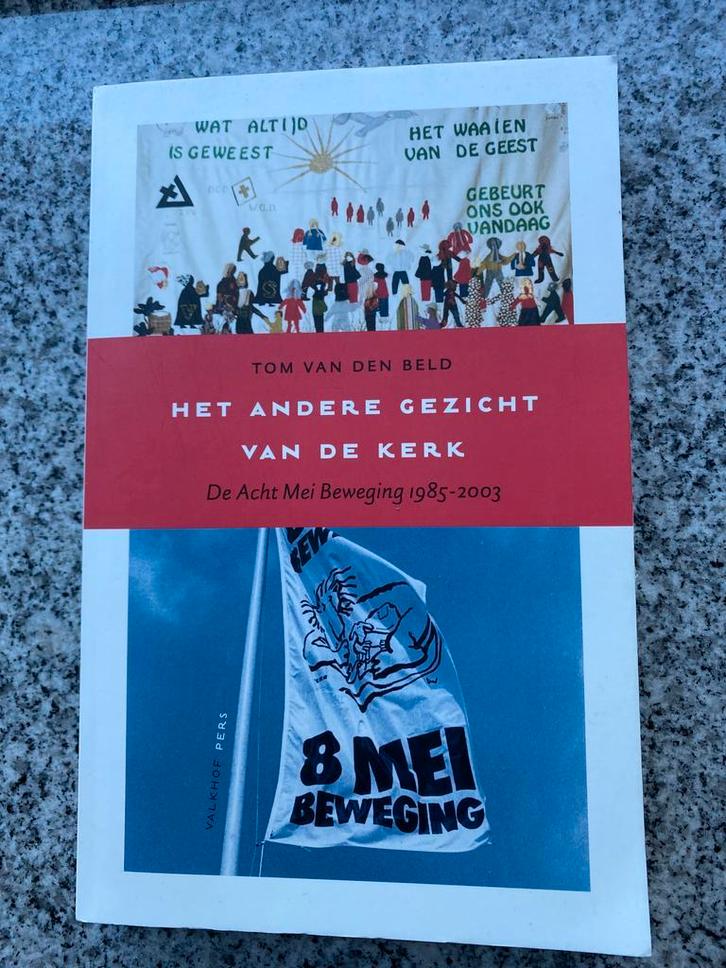 WAT ALTIJD
IS GEWEEST
HET WAAIEN
VAN DE GEEST
GEBEURT
ONS OOK
VANDAAG
TOM VAN DEN BELD
HET ANDERE GEZICHT
VAN DE KERK
De Acht Mei Beweging 1985-2003
BEW
8 MEI
BEWEGING
VALKHOF PERS